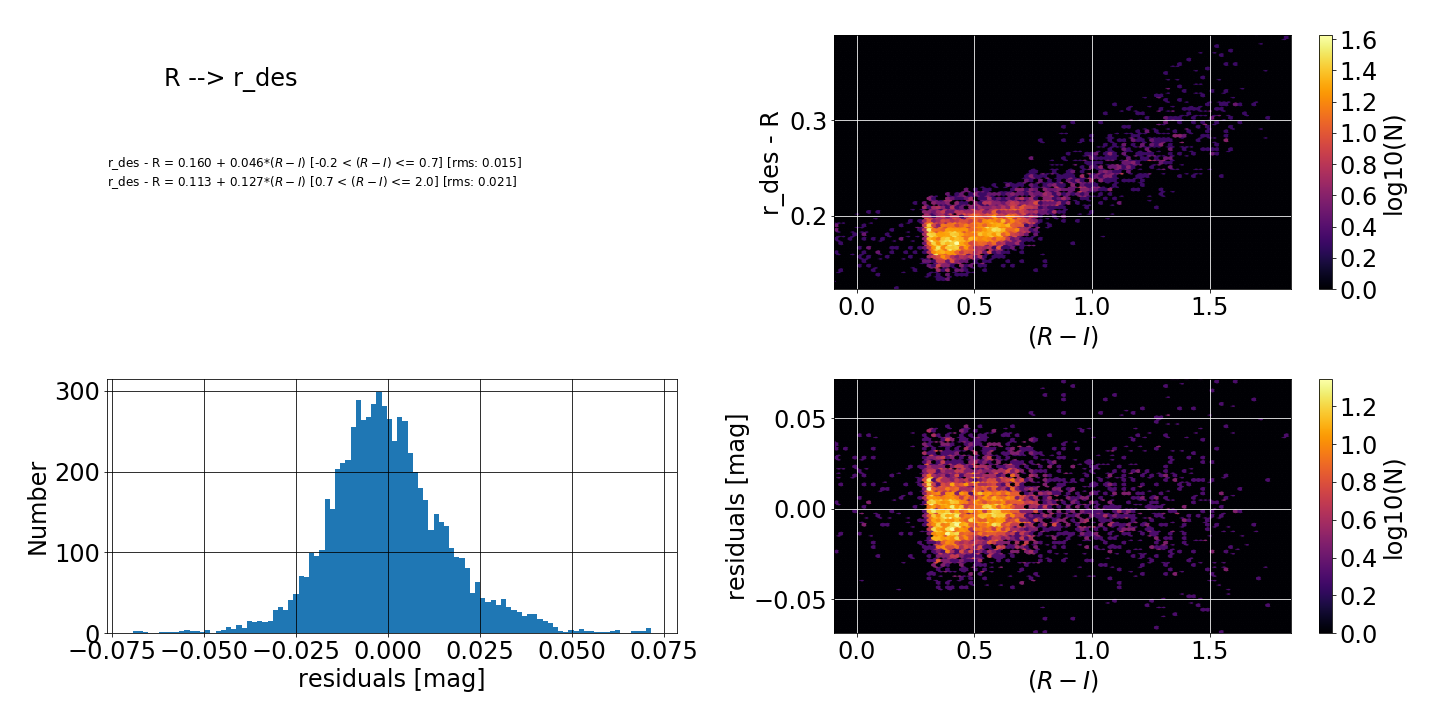 R --> r_des
r_des - R = 0.160 + 0.046*(R − I) [-0.2 < (R − I) <= 0.7] [rms: 0.015]
r_des - R = 0.113 + 0.127*(R − I) [0.7 < (R − I) <= 2.0] [rms: 0.021]
r_des - R
0.3
0.2
0.0 0.5 1.0 1.5
(R − I)
1.6
1.4
1.2
1.0
0.8
0.6
0.4
0.2
0.0
log10(N)
Number
300
200
100
0
−0.075 −0.050 −0.025 0.000 0.025 0.050 0.075
residuals [mag]
residuals [mag]
0.05
0.00
−0.05
0.0 0.5 1.0 1.5
(R − I)
1.2
1.0
0.8
0.6
0.4
0.2
0.0
log10(N)